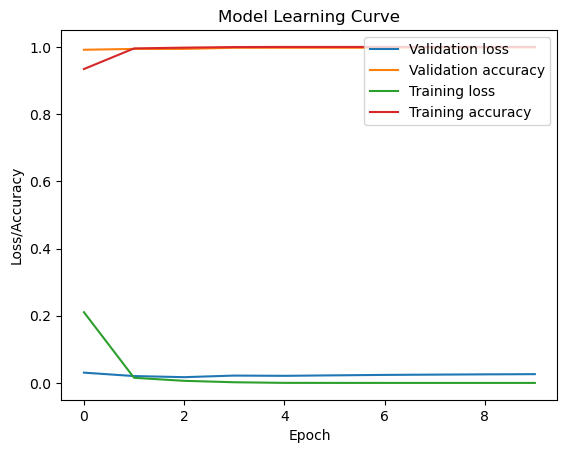 Model Learning Curve
1.0
0.8
0.6
0.4
0.2
0.0
Loss/Accuracy
Validation loss
Validation accuracy
Training loss
Training accuracy
0 2 4 6 8
Epoch